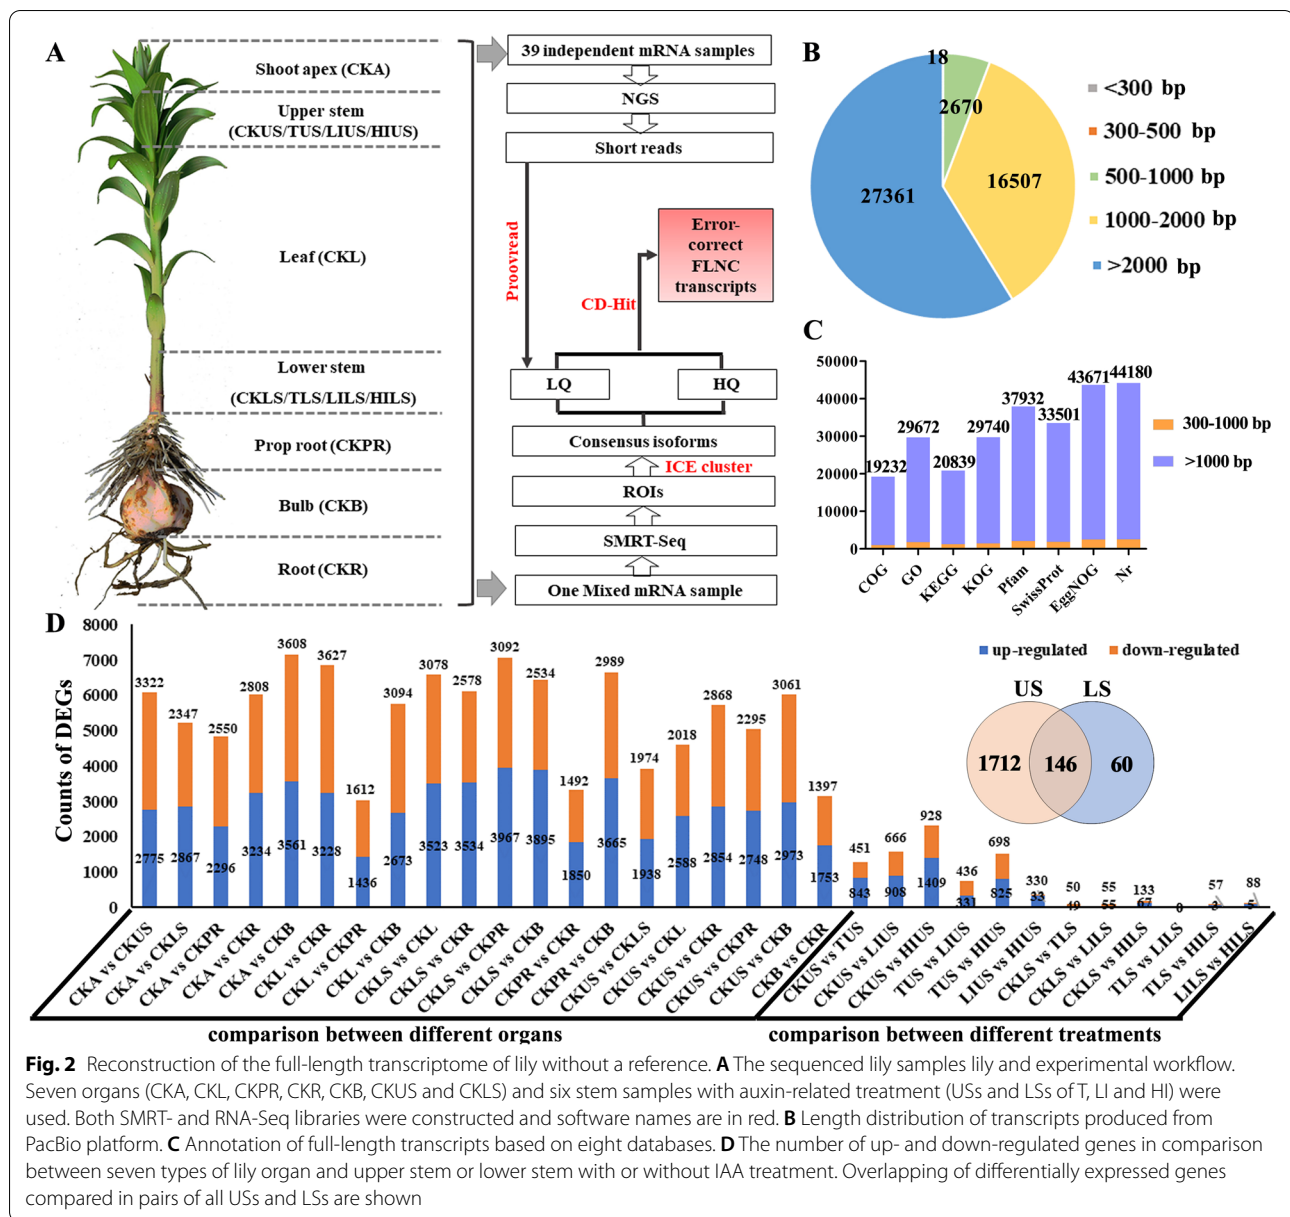 A
Shoot apex (CKA)
Upper stem
(CKUS/TUS/LIUS/HIUS)
Leaf (CKL)
Lower stem
(CKLS/TLS/LILS/HILS)
Prop root (CKPR)
Bulb (CKB)
Root (CKR)
39 independent mRNA samples
NGS
Short reads
Proovread
Error-
correct
FLNC
transcripts
CD-Hit
LQ
HQ
Consensus isoforms
ICE cluster
ROIs
SMRT-Seq
One Mixed mRNA sample
B
18
2670
16507
27361
<300 bp
300-500 bp
500-1000 bp
1000-2000 bp
>2000 bp
C
50000
40000
30000
20000
10000
0
19232
29672
20839
29740
37932
33501
43671
44180
COG
GO
KEGG
KOG
Pfam
SwissProt
EggNOG
Nr
300-1000 bp
>1000 bp
D
Counts of DEGs
8000
7000
6000
5000
4000
3000
2000
1000
0
3322
2347
2550
2808
3608
3627
1612
3094
3078
2578
3092
2534
1492
2989
1974
2018
2868
2295
3061
1397
451
666
928
436
698
330
50
55
133
57
88
2775
2867
2296
3234
3561
3228
1436
2673
3523
3534
3967
3895
1850
3665
1938
2588
2854
2748
2973
1753
843
908
1409
331
825
33
49
55
67
0
3
5
up-regulated
down-regulated
US
LS
1712
146
60
CKA vs CKUS
CKA vs CKLS
CKA vs CKPR
CKA vs CKR
CKA vs CKB
CKL vs CKR
CKL vs CKPR
CKL vs CKB
CKLS vs CKL
CKLS vs CKR
CKLS vs CKPR
CKLS vs CKB
CKPR vs CKR
CKPR vs CKB
CKUS vs CKLS
CKUS vs CKL
CKUS vs CKR
CKUS vs CKPR
CKUS vs CKB
CKB vs CKR
CKUS vs TUS
CKUS vs LIUS
CKUS vs HIUS
TUS vs LIUS
TUS vs HIUS
LIUS vs HIUS
CKLS vs TLS
CKLS vs LILS
CKLS vs HILS
TLS vs LILS
TLS vs HILS
LILS vs HILS
comparison between different organs
comparison between different treatments
Fig. 2 Reconstruction of the full-length transcriptome of lily without a reference. A The sequenced lily samples lily and experimental workflow.
Seven organs (CKA, CKL, CKPR, CKR, CKB, CKUS and CKLS) and six stem samples with auxin-related treatment (USs and LSs of T, LI and HI) were
used. Both SMRT- and RNA-Seq libraries were constructed and software names are in red. B Length distribution of transcripts produced from
PacBio platform. C Annotation of full-length transcripts based on eight databases. D The number of up- and down-regulated genes in comparison
between seven types of lily organ and upper stem or lower stem with or without IAA treatment. Overlapping of differentially expressed genes
compared in pairs of all USs and LSs are shown